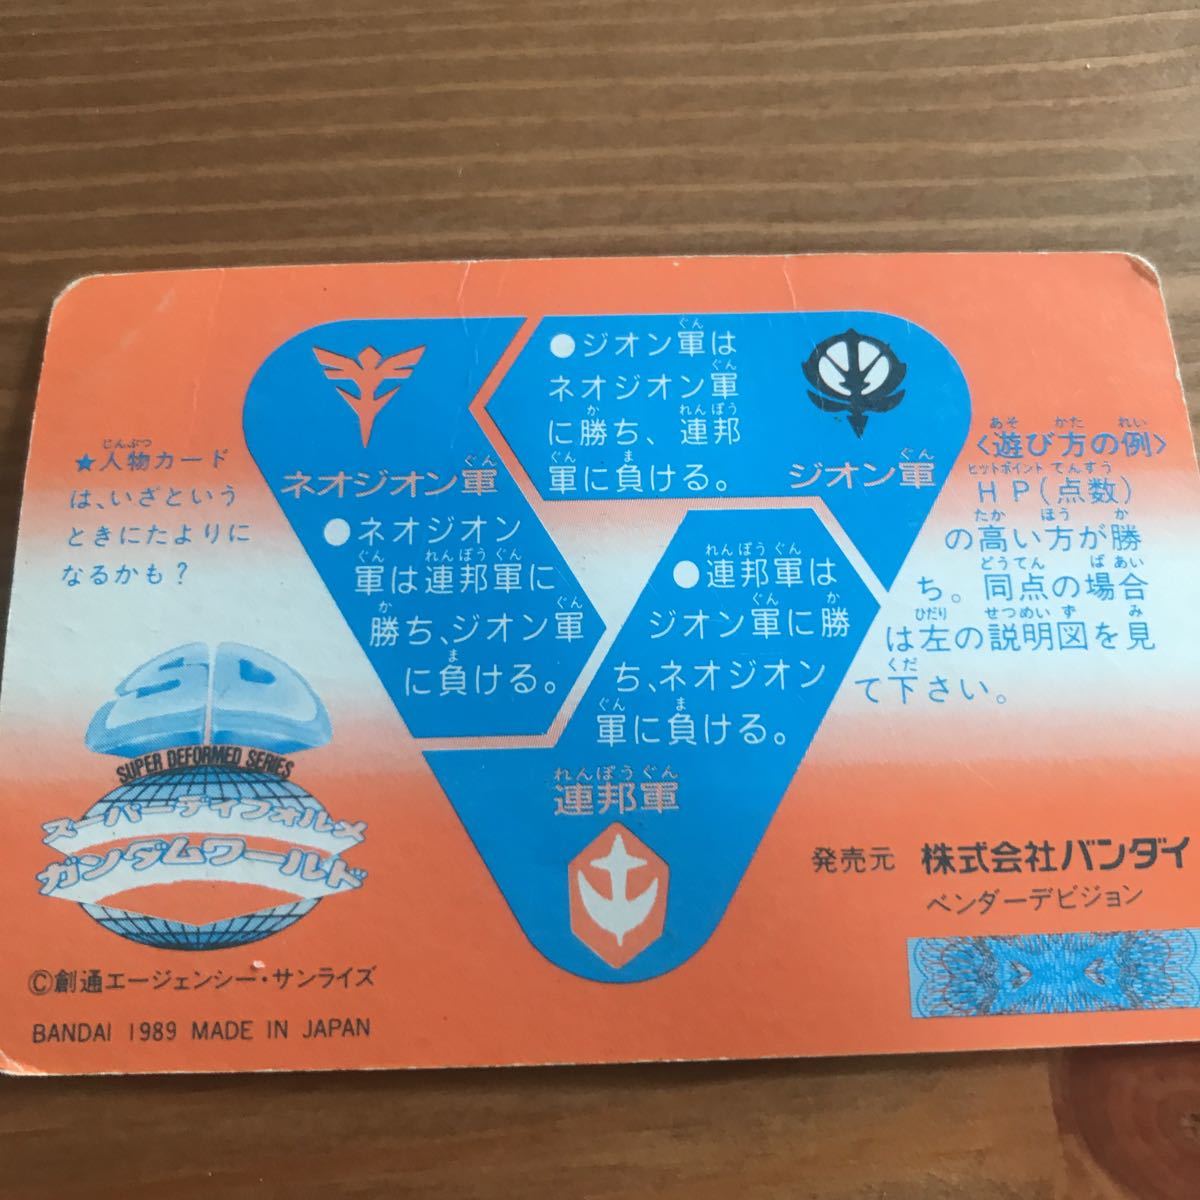 ★人物カード
は、いざという
ときにたよりに
なるかも？
ネオジオン軍
●ジオン軍は
ネオジオン軍
に勝ち、連邦
軍に負ける。
ジオン軍
●ネオジオン
軍は連邦軍に
勝ち、ジオン軍
に負ける。
●連邦軍は
ジオン軍に勝
ち、ネオジオン
軍に負ける。
連邦軍
<遊び方の例>
HP(点数)
の高い方が勝
ち。同点の場合
は左の説明図を見
て下さい。
SD
SUPER DEFORMED SERIES
スーパーディフォルメ
ガンダムワールド
©創通エージェンシー・サンライズ
BANDAI 1989 MADE IN JAPAN
発売元 株式会社バンダイ
ベンダーデビジョン